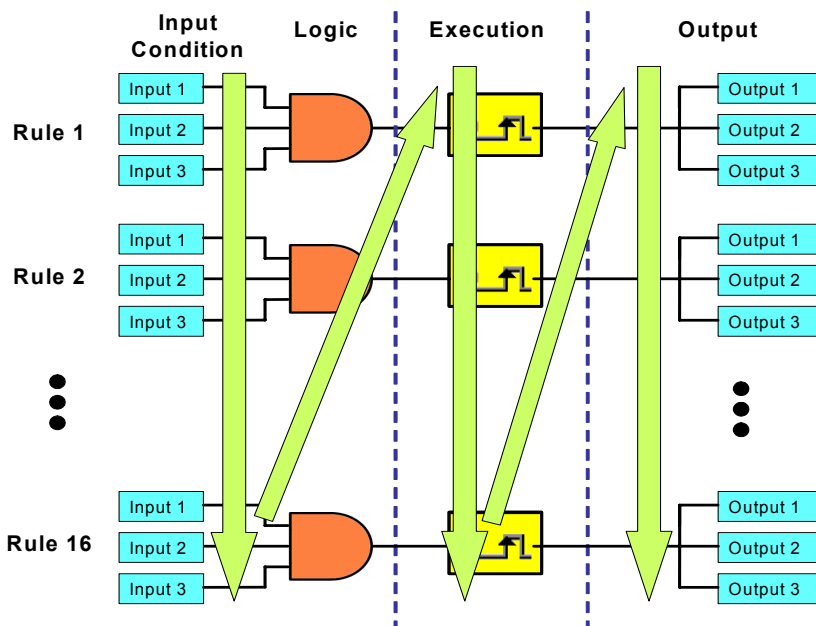 Input Condition
Logic
Execution
Output
Rule 1
Input 1
Input 2
Input 3
Output 1
Output 2
Output 3
Rule 2
Input 1
Input 2
Input 3
Output 1
Output 2
Output 3
Rule 16
Input 1
Input 2
Input 3
Output 1
Output 2
Output 3